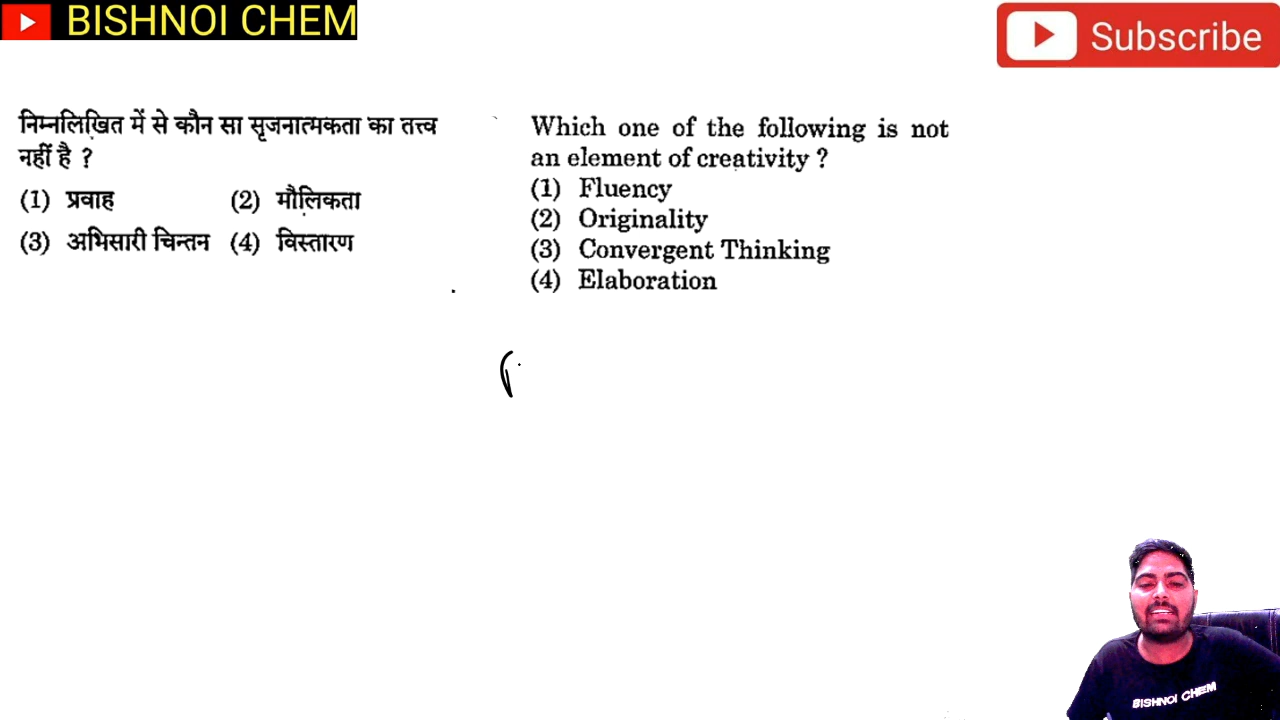 BISHNOI CHEM
Subscribe
निम्नलिखित में से कौन सा सृजनात्मकता का तत्त्व
नहीं है ?
(1) प्रवाह (2) मौलिकता
(3) अभिसारी चिन्तन (4) विस्तारण
Which one of the following is not
an element of creativity ?
(1) Fluency
(2) Originality
(3) Convergent Thinking
(4) Elaboration
BISHNOI CHEM